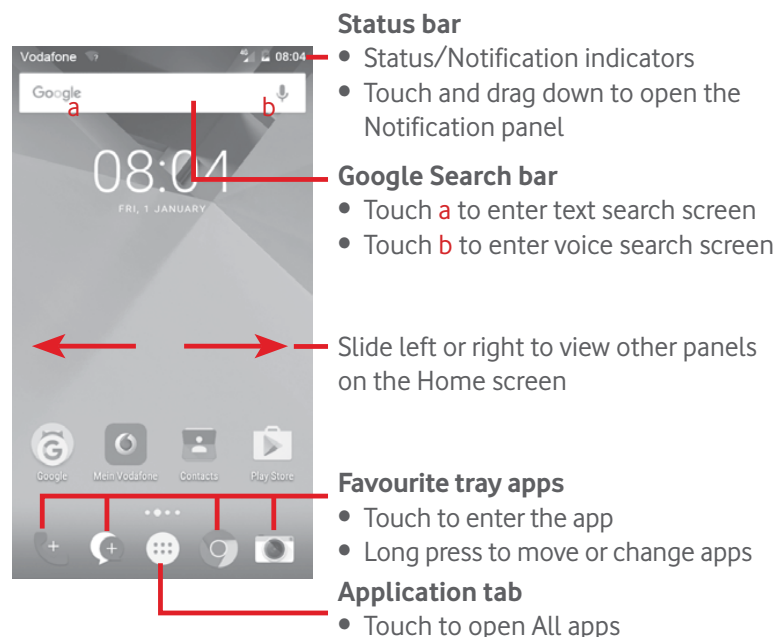 Status bar
Vodafone 4G 08:04
• Status/Notification indicators
Google
a b
• Touch and drag down to open the
Notification panel
08:04
FRI, 1 JANUARY
Google Search bar
• Touch a to enter text search screen
• Touch b to enter voice search screen
Slide left or right to view other panels
on the Home screen
Google Mein Vodafone Contacts Play Store
Favourite tray apps
• Touch to enter the app
• Long press to move or change apps
Application tab
• Touch to open All apps